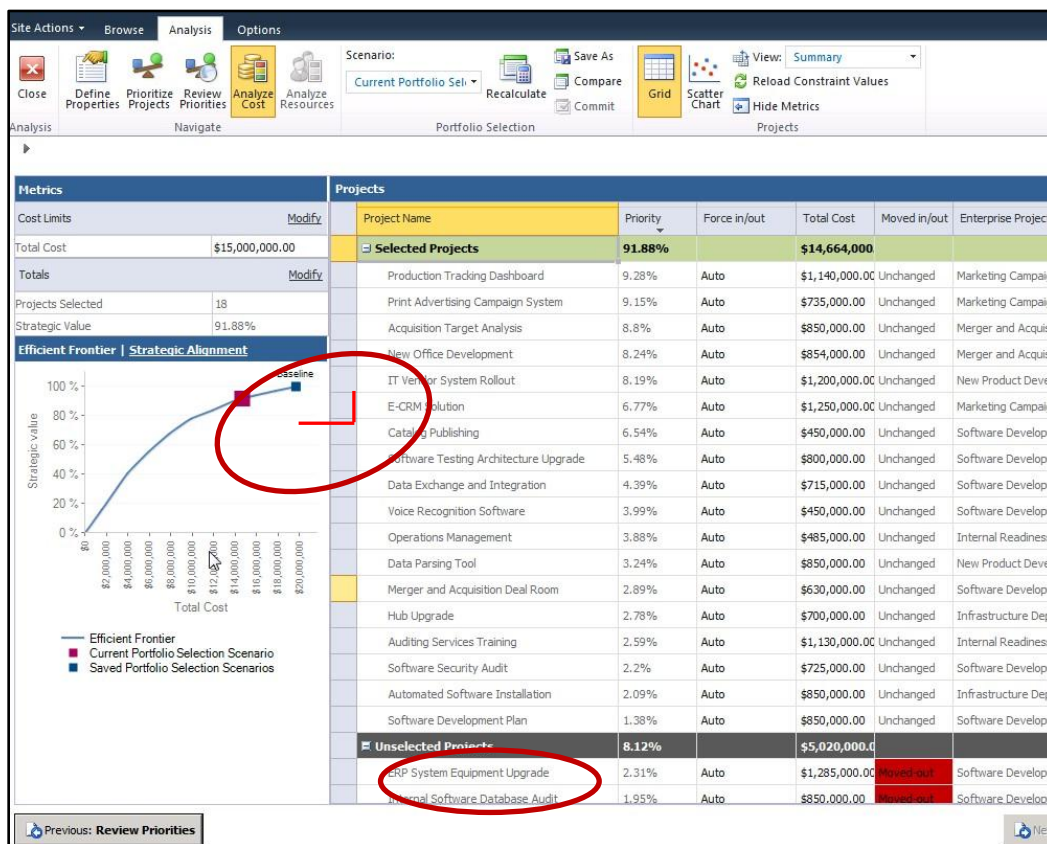 Site Actions Browse Analysis Options
Close
Define Properties
Prioritize Projects
Review Priorities
Analyze Cost
Analyze Resources
Scenario:
Current Portfolio Sel
Recalculate
Save As
Compare
Commit
Grid
Scatter Chart
View: Summary
Reload Constraint Values
Hide Metrics
Analysis Navigate Portfolio Selection Projects
Metrics
Cost Limits Modify
Total Cost $15,000,000.00
Totals Modify
Projects Selected 18
Strategic Value 91.88%
Efficient Frontier | Strategic Alignment
Baseline
100 %
80 %
60 %
40 %
20 %
0 %
Strategic value
$0 $2,000,000 $4,000,000 $6,000,000 $8,000,000 $10,000,000 $12,000,000 $14,000,000 $16,000,000 $18,000,000 $20,000,000
Total Cost
Efficient Frontier
Current Portfolio Selection Scenario
Saved Portfolio Selection Scenarios
Projects
Project Name Priority Force in/out Total Cost Moved in/out Enterprise Projec
Selected Projects 91.88% $14,664,000.
Production Tracking Dashboard 9.28% Auto $1,140,000.00 Unchanged Marketing Campai
Print Advertising Campaign System 9.15% Auto $735,000.00 Unchanged Marketing Campai
Acquisition Target Analysis 8.8% Auto $850,000.00 Unchanged Merger and Acquis
New Office Development 8.24% Auto $854,000.00 Unchanged Merger and Acquis
IT Vendor System Rollout 8.19% Auto $1,200,000.00 Unchanged New Product Deve
E-CRM Solution 6.77% Auto $1,250,000.00 Unchanged Marketing Campai
Catalog Publishing 6.54% Auto $450,000.00 Unchanged Software Develop
Software Testing Architecture Upgrade 5.48% Auto $800,000.00 Unchanged Software Develop
Data Exchange and Integration 4.39% Auto $715,000.00 Unchanged Software Develop
Voice Recognition Software 3.99% Auto $450,000.00 Unchanged Software Develop
Operations Management 3.88% Auto $485,000.00 Unchanged Internal Readines
Data Parsing Tool 3.24% Auto $850,000.00 Unchanged New Product Deve
Merger and Acquisition Deal Room 2.89% Auto $630,000.00 Unchanged Software Develop
Hub Upgrade 2.78% Auto $700,000.00 Unchanged Infrastructure Dep
Auditing Services Training 2.59% Auto $1,130,000.00 Unchanged Internal Readines
Software Security Audit 2.2% Auto $725,000.00 Unchanged Software Develop
Automated Software Installation 2.09% Auto $850,000.00 Unchanged Infrastructure Dep
Software Development Plan 1.38% Auto $850,000.00 Unchanged Software Develop
Unselected Projects 8.12% $5,020,000.0
ERP System Equipment Upgrade 2.31% Auto $1,285,000.00 Moved-out Software Develop
Internal Software Database Audit 1.95% Auto $850,000.00 Moved-out Software Develop
Previous: Review Priorities
Ne